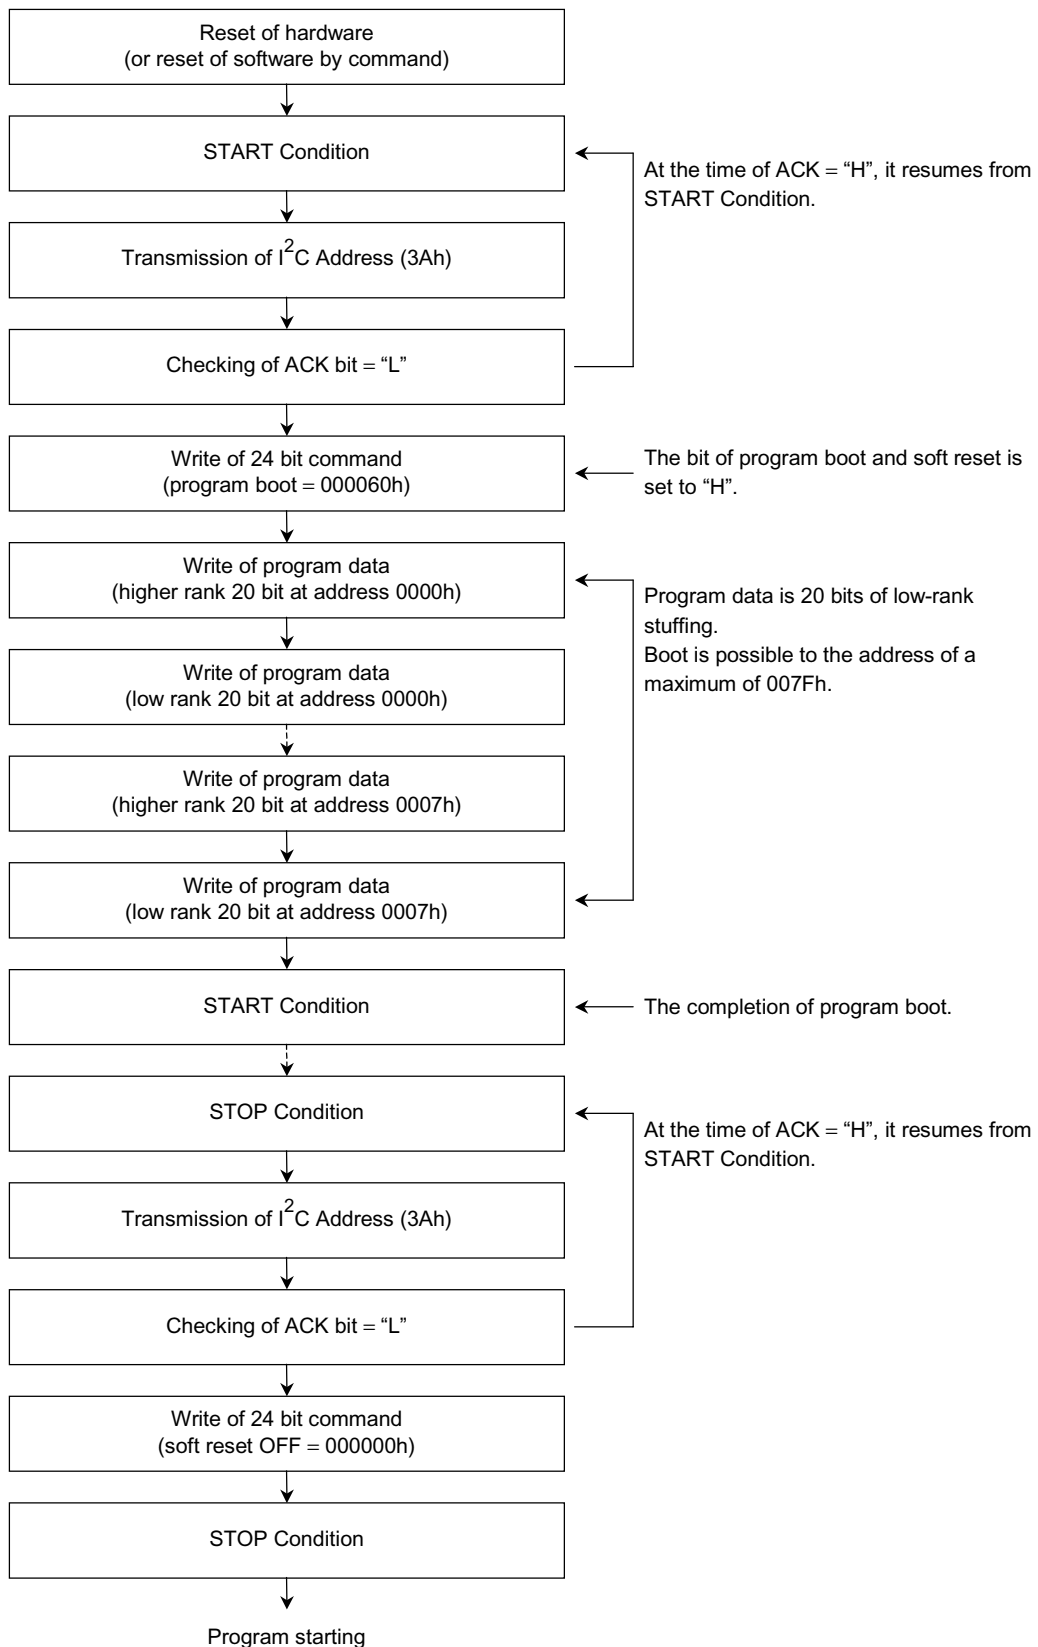 Reset of hardware
(or reset of software by command)
START Condition
At the time of ACK = “H”, it resumes from
START Condition.
Transmission of I²C Address (3Ah)
Checking of ACK bit = “L”
Write of 24 bit command
(program boot = 000060h)
The bit of program boot and soft reset is
set to “H”.
Write of program data
(higher rank 20 bit at address 0000h)
Program data is 20 bits of low-rank
stuffing.
Boot is possible to the address of a
maximum of 007Fh.
Write of program data
(low rank 20 bit at address 0000h)
Write of program data
(higher rank 20 bit at address 0007h)
Write of program data
(low rank 20 bit at address 0007h)
START Condition
The completion of program boot.
STOP Condition
At the time of ACK = “H”, it resumes from
START Condition.
Transmission of I²C Address (3Ah)
Checking of ACK bit = “L”
Write of 24 bit command
(soft reset OFF = 000000h)
STOP Condition
Program starting